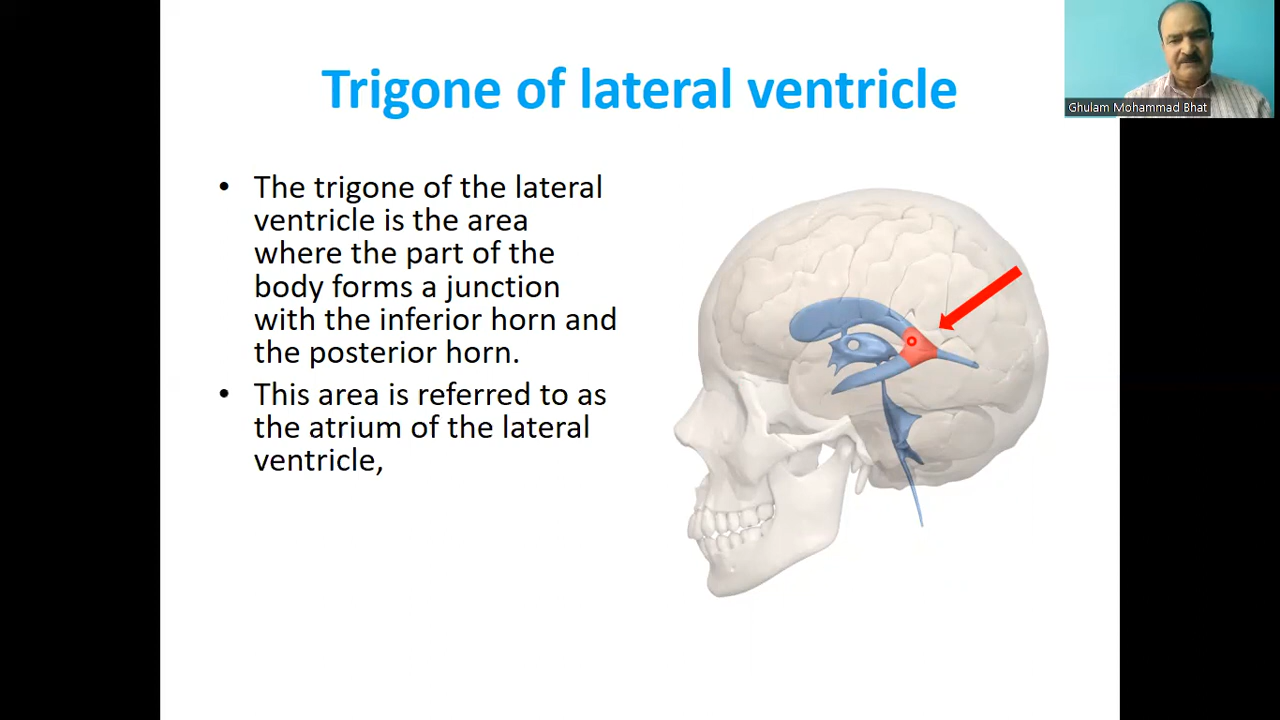 Trigone of lateral ventricle
Ghulam Mohammad Bhat
• The trigone of the lateral
ventricle is the area
where the part of the
body forms a junction
with the inferior horn and
the posterior horn.
• This area is referred to as
the atrium of the lateral
ventricle,